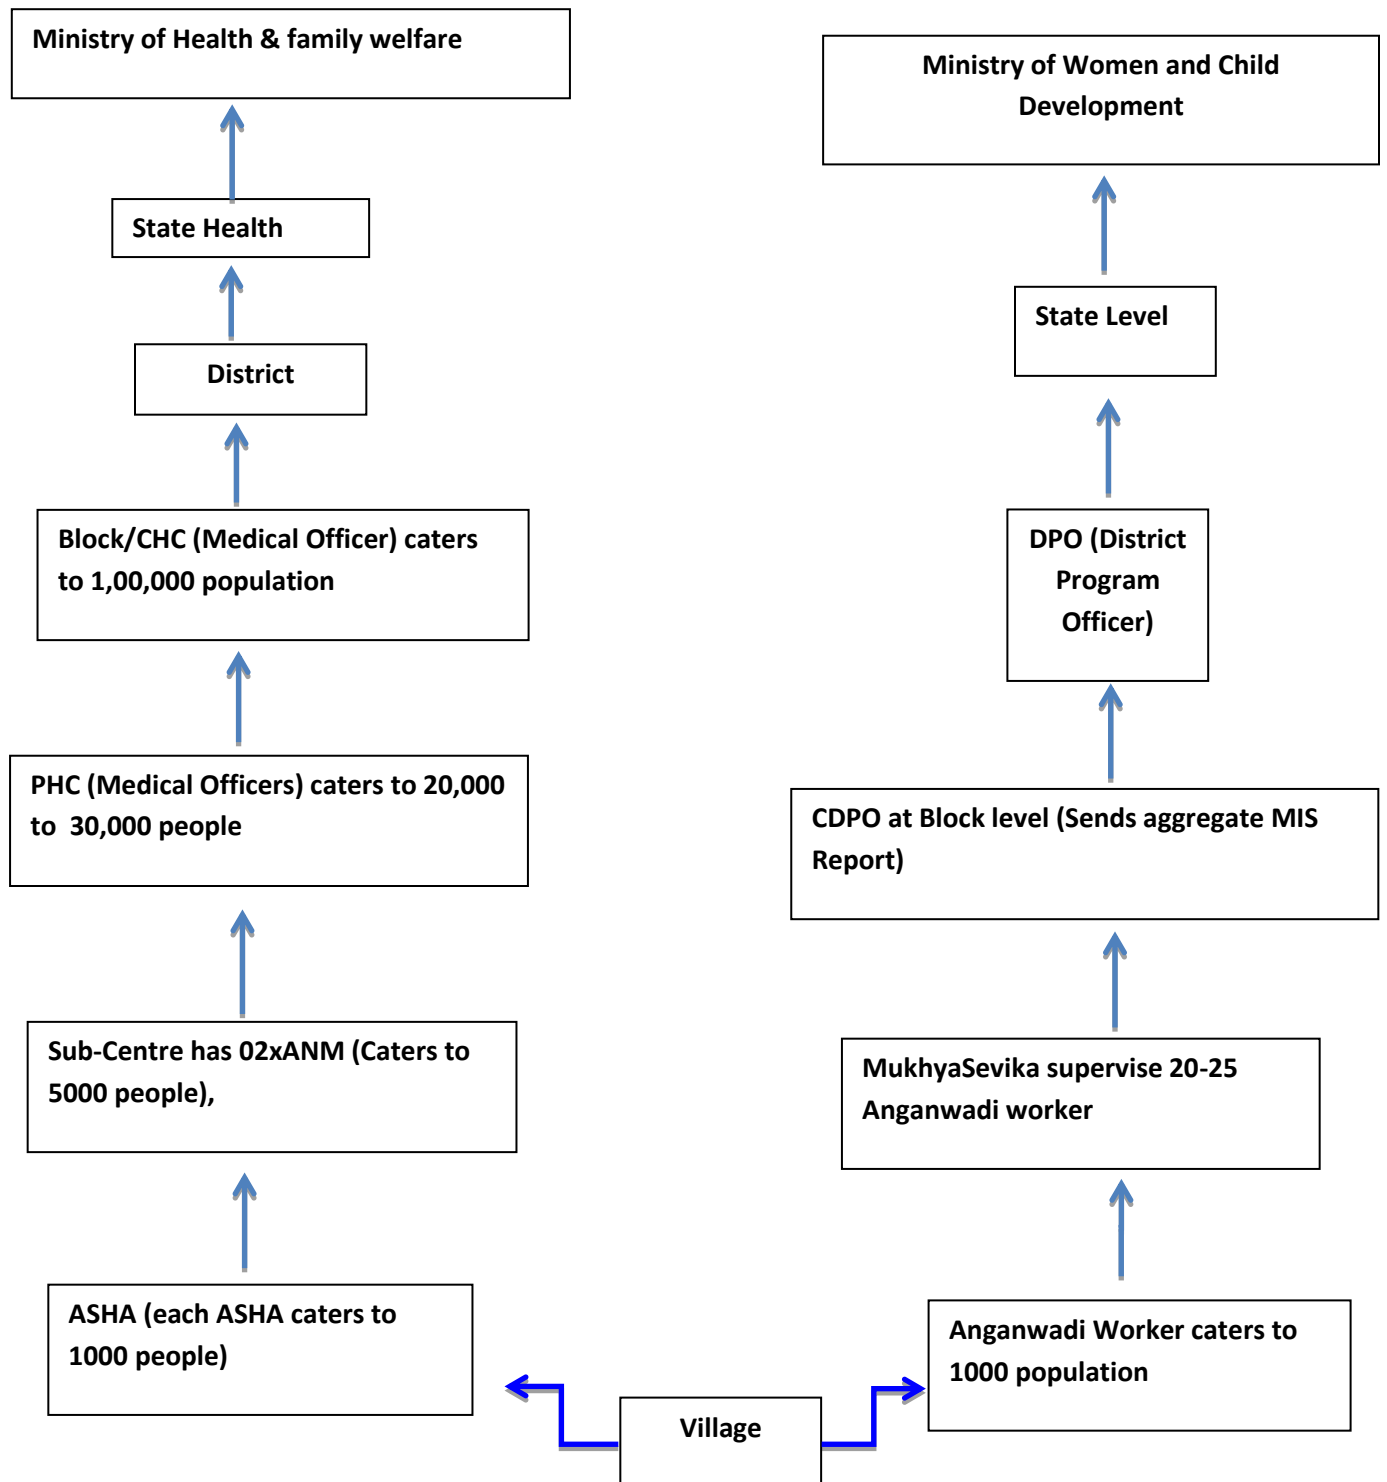 Ministry of Health & family welfare
State Health
District
Block/CHC (Medical Officer) caters
to 1,00,000 population
PHC (Medical Officers) caters to 20,000
to  30,000 people
Sub-Centre has 02xANM (Caters to
5000 people),
ASHA (each ASHA caters to
1000 people)
Ministry of Women and Child
Development
State Level
DPO (District
Program
Officer)
CDPO at Block level (Sends aggregate MIS
Report)
MukhyaSevika supervise 20-25
Anganwadi worker
Anganwadi Worker caters to
1000 population
Village